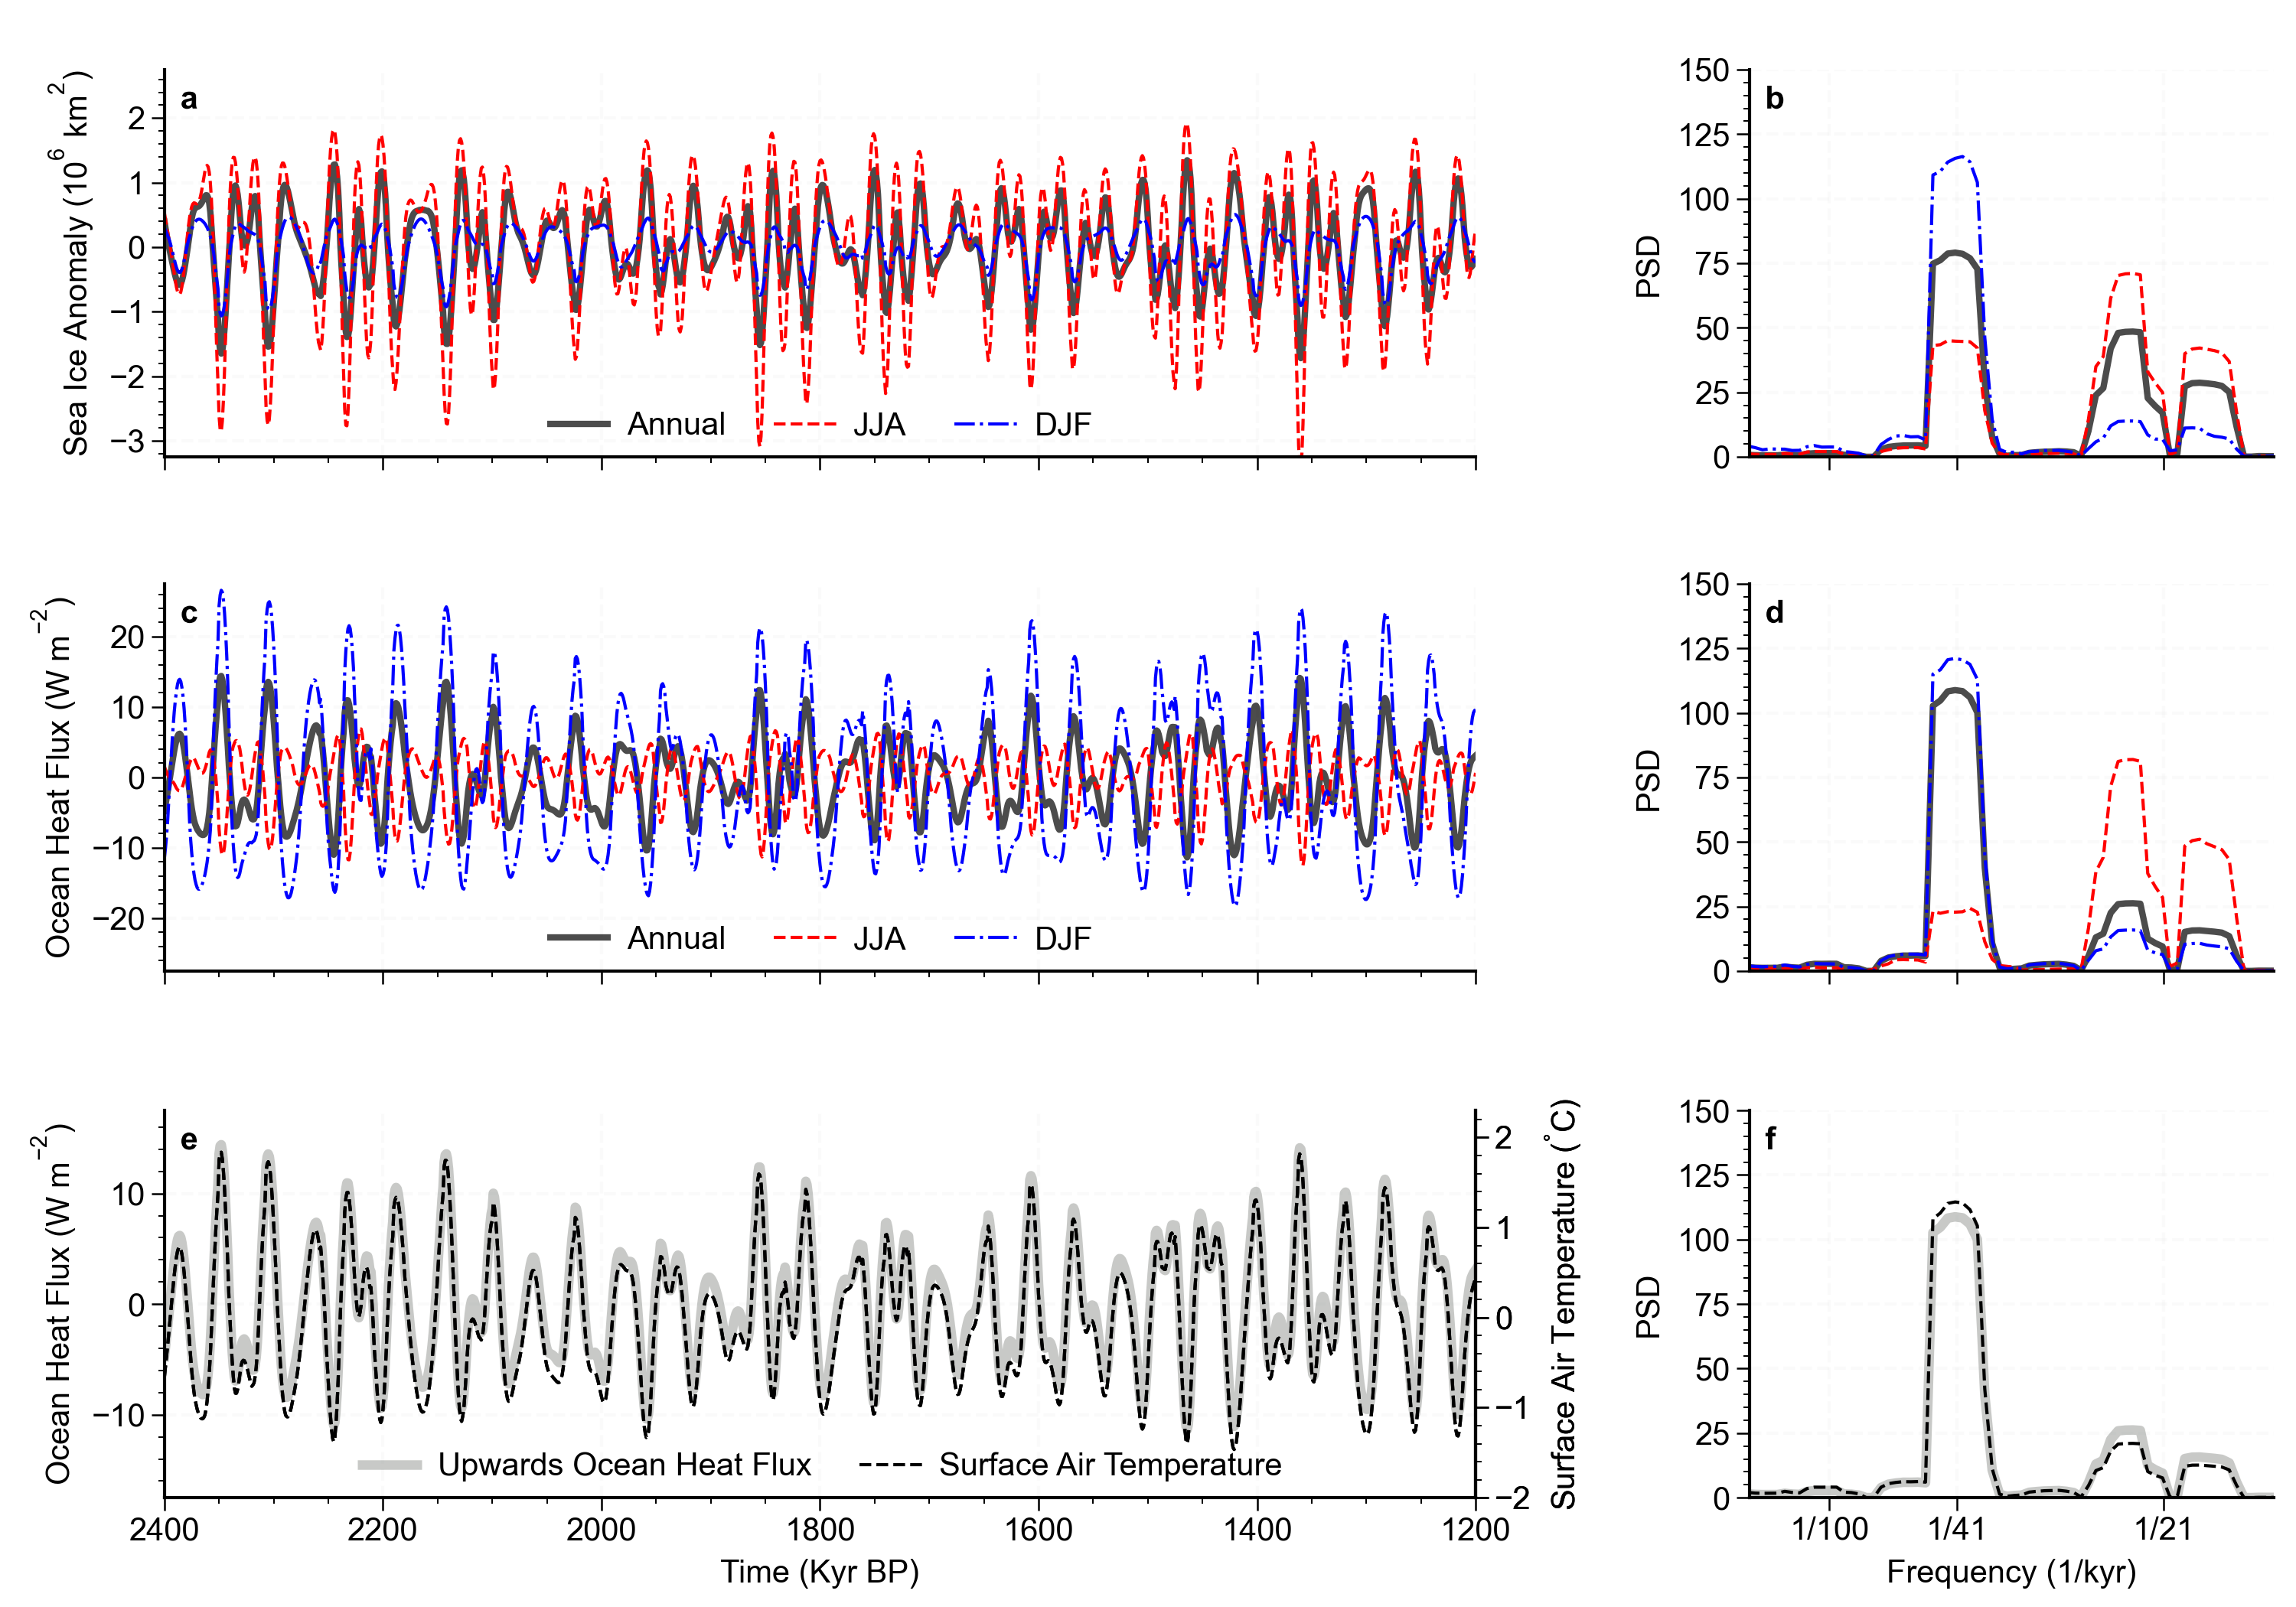 a
Sea Ice Anomaly (10⁶ km²)
2
1
0
−1
−2
−3
Annual JJA DJF
b
PSD
150
125
100
75
50
25
0
c
Ocean Heat Flux (W m⁻²)
20
10
0
−10
−20
Annual JJA DJF
d
PSD
150
125
100
75
50
25
0
e
Ocean Heat Flux (W m⁻²)
10
0
−10
Upwards Ocean Heat Flux Surface Air Temperature
2
1
0
−1
−2
Surface Air Temperature (°C)
2400 2200 2000 1800 1600 1400 1200
Time (Kyr BP)
f
PSD
150
125
100
75
50
25
0
1/100 1/41 1/21
Frequency (1/kyr)